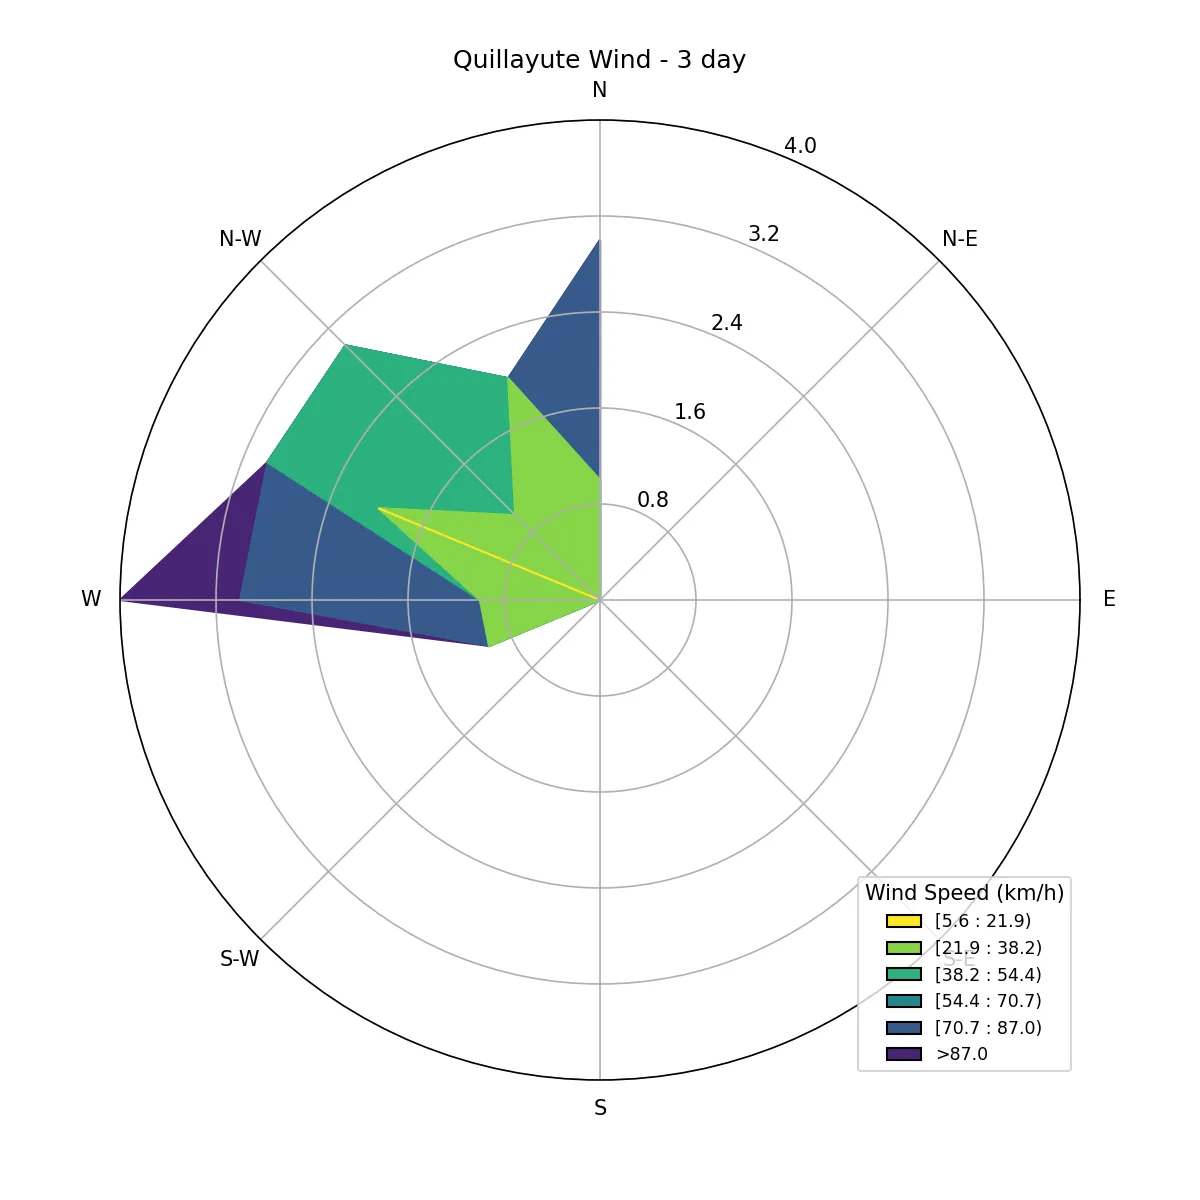 Quillayute Wind - 3 day
N
4.0
N-W
3.2
N-E
2.4
1.6
0.8
W
E
S-W
S-E
S
Wind Speed (km/h)
[5.6 : 21.9)
[21.9 : 38.2)
[38.2 : 54.4)
[54.4 : 70.7)
[70.7 : 87.0)
>87.0